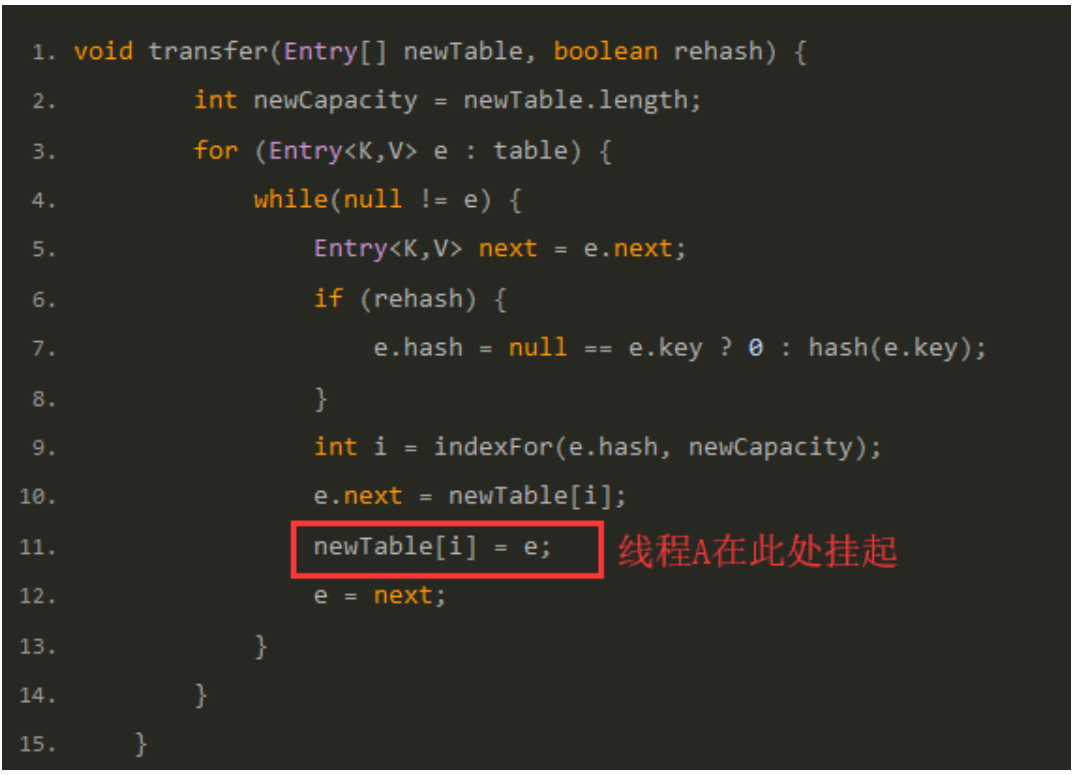 1. void transfer(Entry[] newTable, boolean rehash) {
2.         int newCapacity = newTable.length;
3.         for (Entry<K,V> e : table) {
4.             while(null != e) {
5.                 Entry<K,V> next = e.next;
6.                 if (rehash) {
7.                     e.hash = null == e.key ? 0 : hash(e.key);
8.                 }
9.                 int i = indexFor(e.hash, newCapacity);
10.                 e.next = newTable[i];
11.                 newTable[i] = e; 线程A在此处挂起
12.                 e = next;
13.             }
14.         }
15.     }